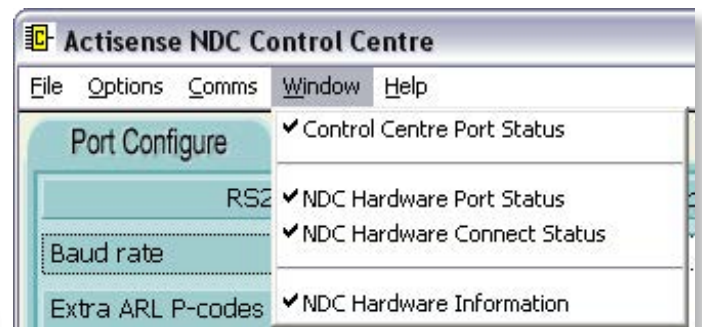 Actisense NDC Control Centre
File Options Comms Window Help
Port Configure
✔Control Centre Port Status
RS2
✔NDC Hardware Port Status
Baud rate
✔NDC Hardware Connect Status
Extra ARL P-codes
✔NDC Hardware Information